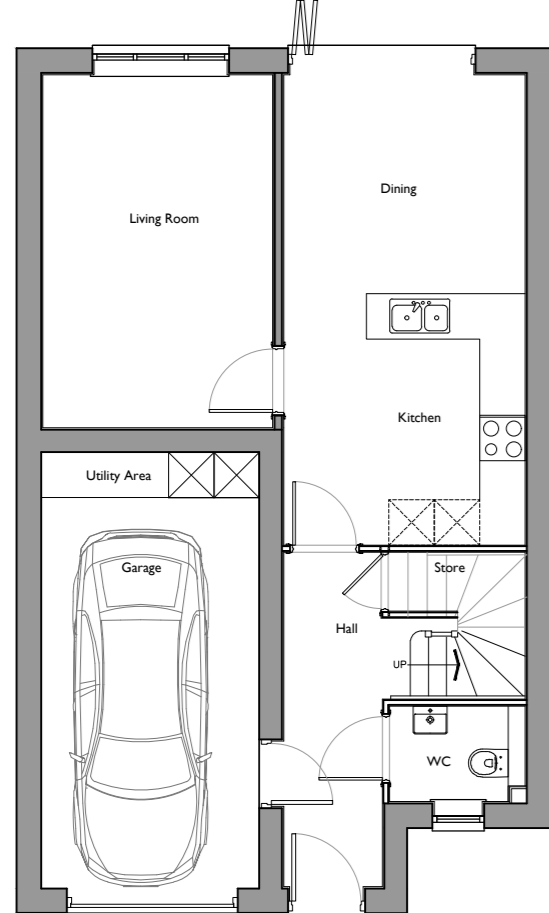 Dining
Living Room
Kitchen
Utility Area
Garage
Store
Hall
UP
WC